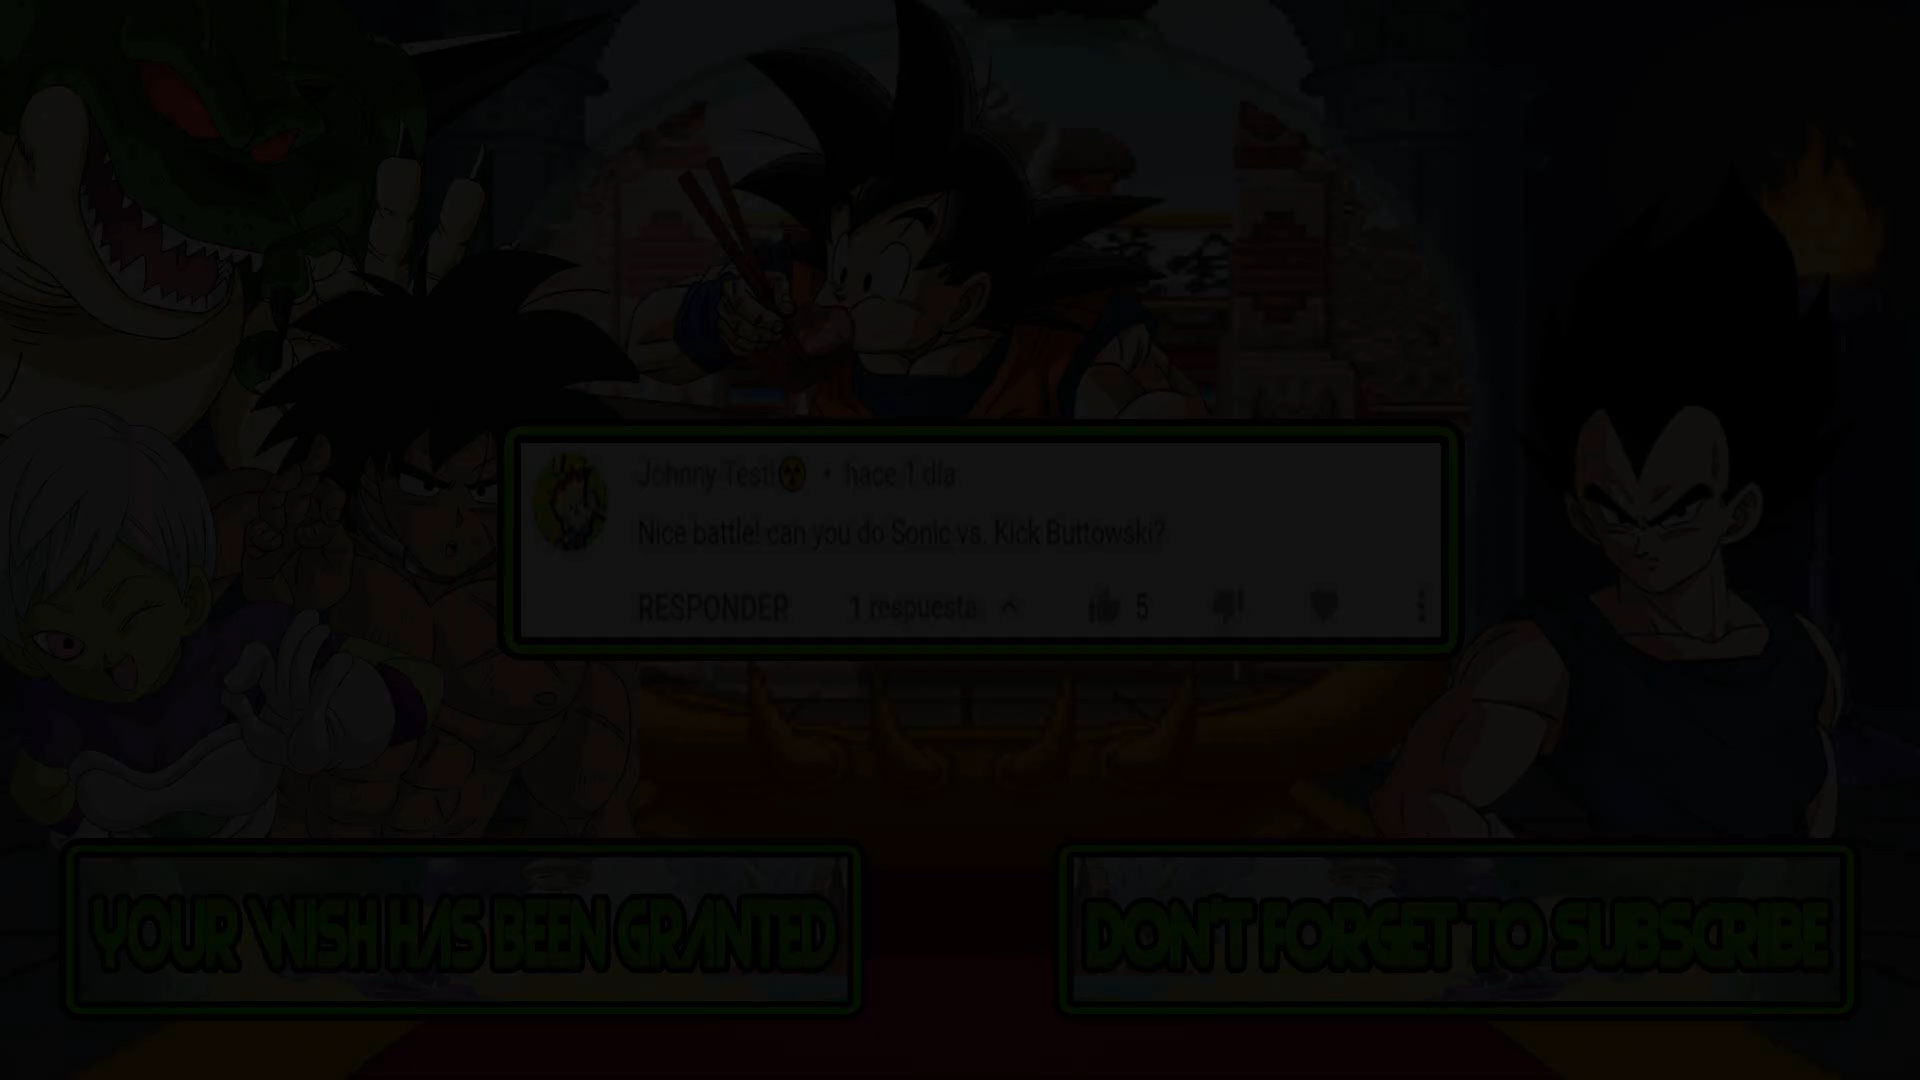 Johnny Test!☢ • hace 1 día
Nice battle! can you do Sonic vs. Kick Buttowski?
RESPONDER 1 respuesta 5
YOUR WISH HAS BEEN GRANTED
DON'T FORGET TO SUBSCRIBE